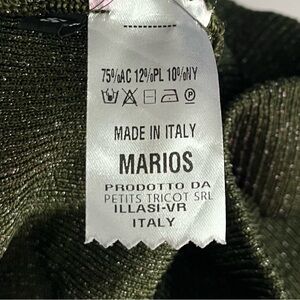 75%AC 12%PL 10%NY
MADE IN ITALY
MARIOS
PRODOTTO DA
PETITS TRICOT SRL
ILLASI-VR
ITALY